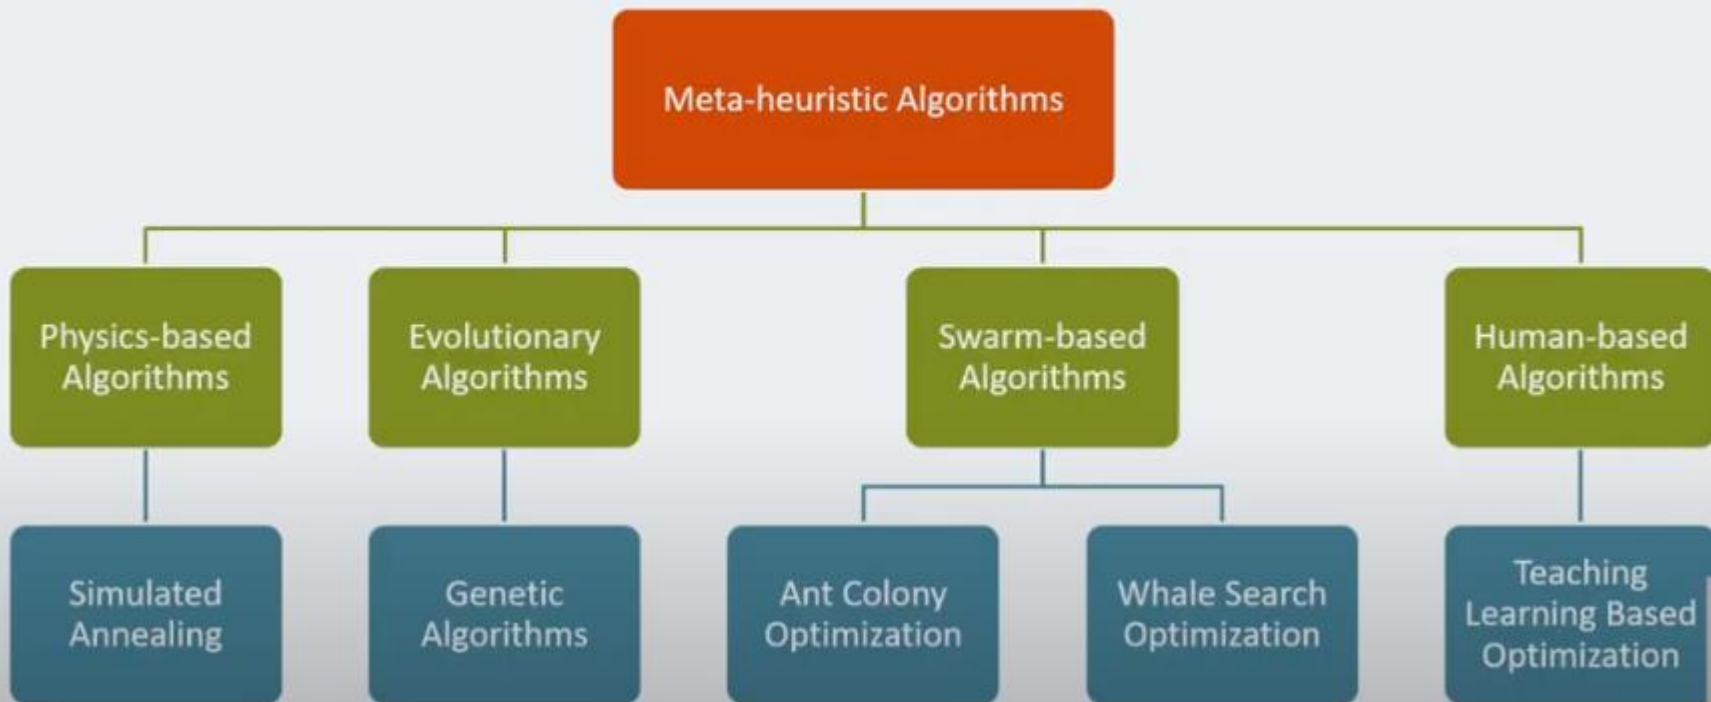 Meta-heuristic Algorithms
Physics-based
Algorithms
Evolutionary
Algorithms
Swarm-based
Algorithms
Human-based
Algorithms
Simulated
Annealing
Genetic
Algorithms
Ant Colony
Optimization
Whale Search
Optimization
Teaching
Learning Based
Optimization